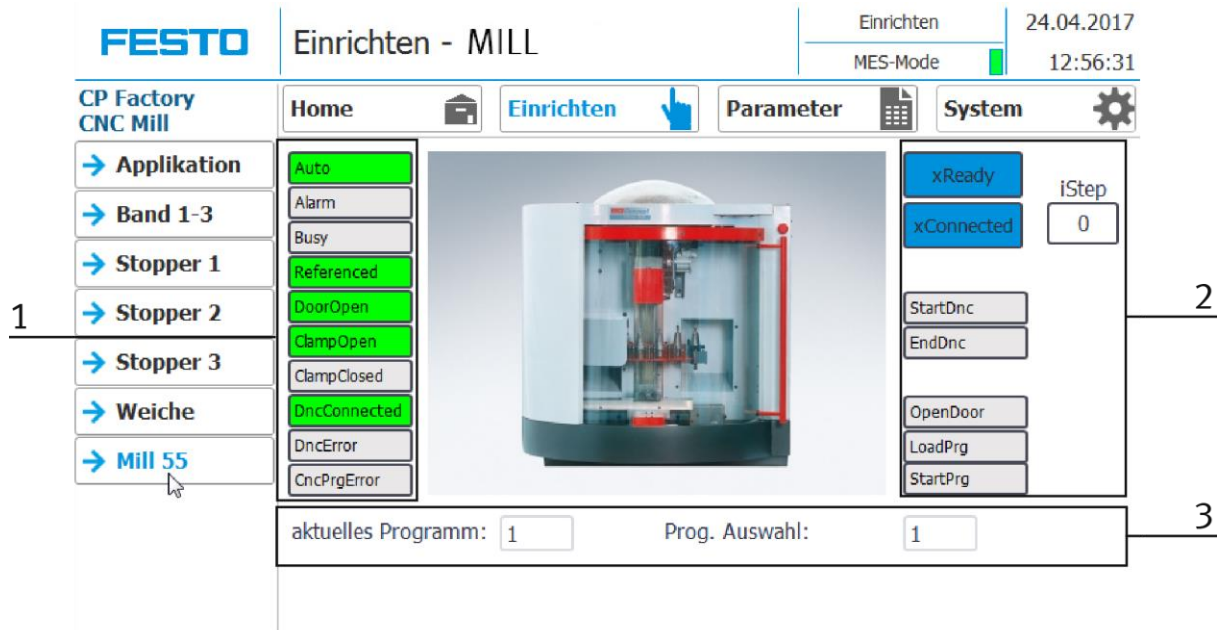 FESTO
Einrichten - MILL
Einrichten
MES-Mode
24.04.2017
12:56:31
CP Factory
CNC Mill
Home
Einrichten
Parameter
System
Applikation
Band 1-3
Stopper 1
Stopper 2
Stopper 3
Weiche
Mill 55
1
Auto
Alarm
Busy
Referenced
DoorOpen
ClampOpen
ClampClosed
DncConnected
DncError
CncPrgError
xReady
xConnected
iStep
0
StartDnc
EndDnc
OpenDoor
LoadPrg
StartPrg
2
aktuelles Programm: 1 Prog. Auswahl: 1
3